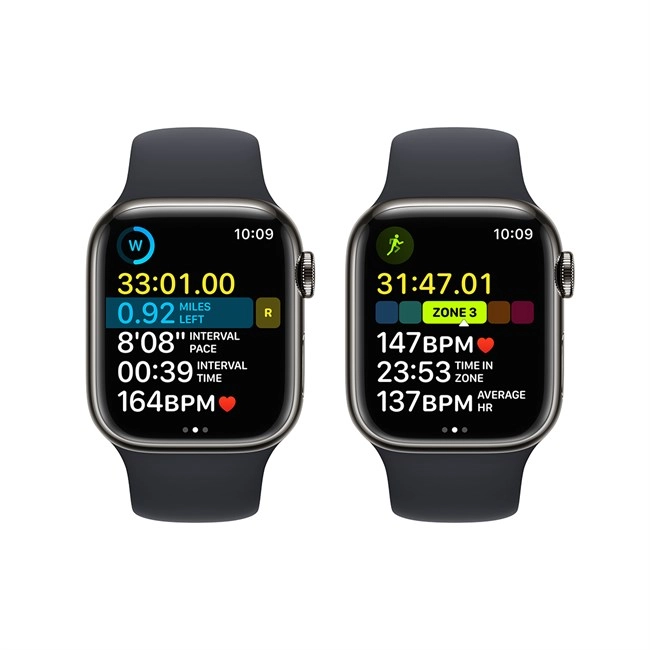 W
10:09
33:01.00
0.92 MILES LEFT
R
8'08" INTERVAL PACE
00:39 INTERVAL TIME
164BPM
10:09
31:47.01
ZONE 3
147BPM
23:53 TIME IN ZONE
137BPM AVERAGE HR